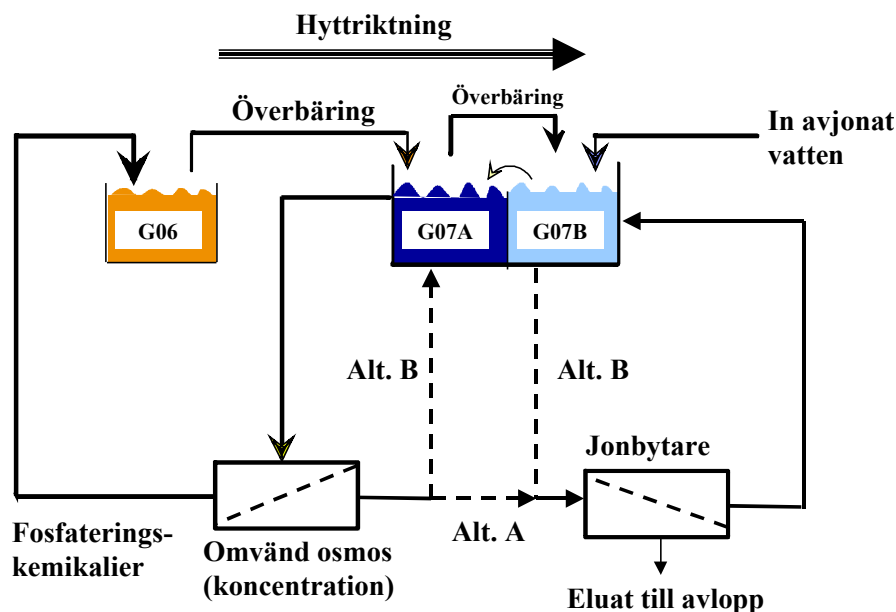 Hyttriktning
Överbäring
Överbäring
In avjonat
vatten
G06
G07A
G07B
Alt. B
Alt. B
Jonbytare
Fosfaterings-
kemikalier
Omvänd osmos
(koncentration)
Alt. A
Eluat till avlopp